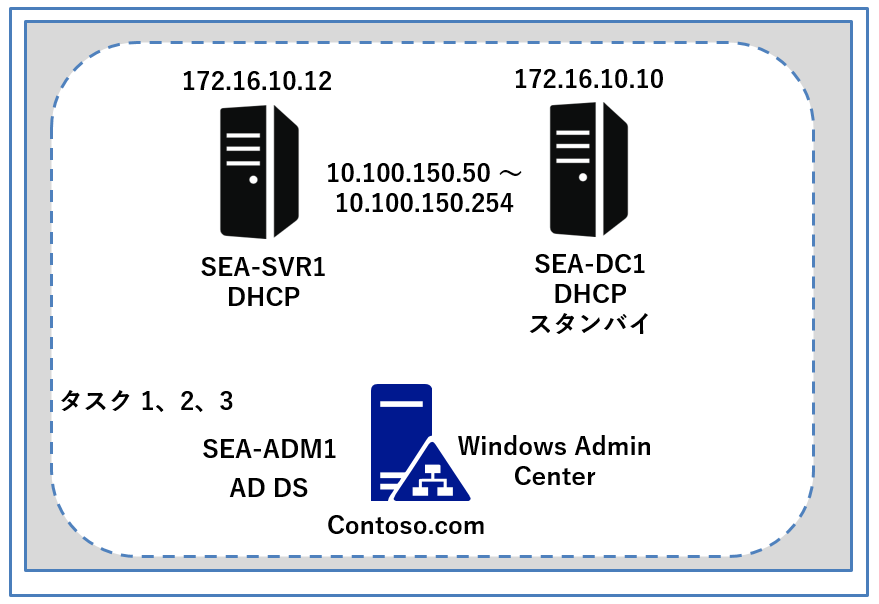 172.16.10.12
172.16.10.10
10.100.150.50 ～
10.100.150.254
SEA-SVR1
DHCP
SEA-DC1
DHCP
スタンバイ
タスク 1、2、3
SEA-ADM1
AD DS
Windows Admin
Center
Contoso.com